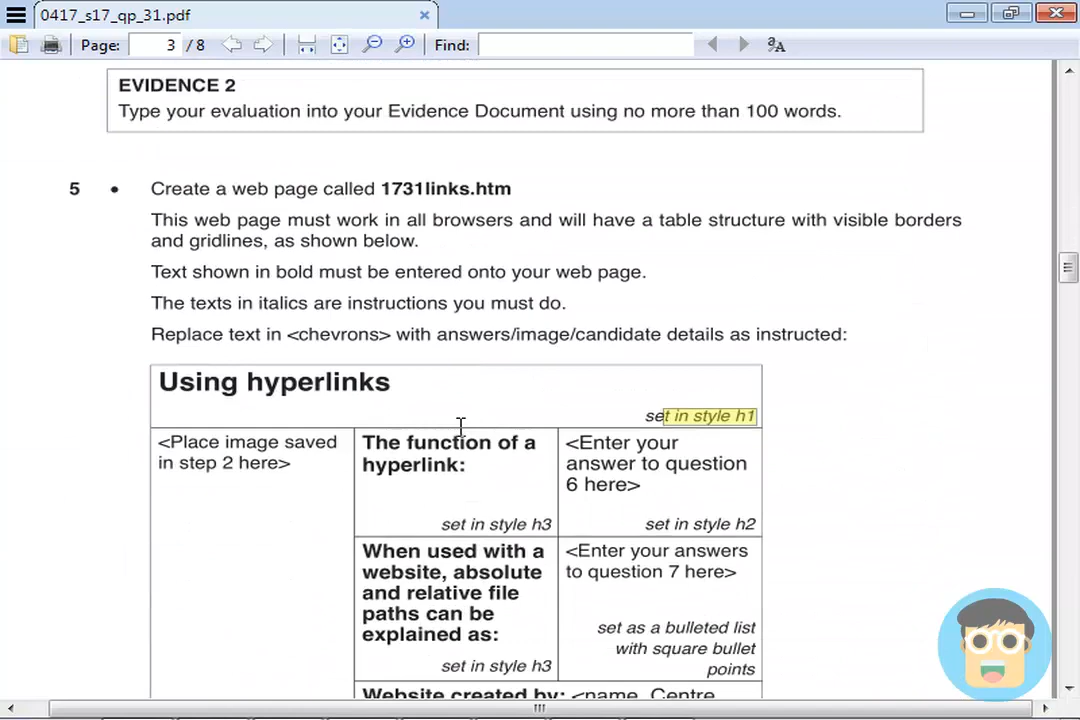 0417_s17_qp_31.pdf
Page: 3 / 8 Find:
EVIDENCE 2
Type your evaluation into your Evidence Document using no more than 100 words.
5 • Create a web page called 1731links.htm
This web page must work in all browsers and will have a table structure with visible borders
and gridlines, as shown below.
Text shown in bold must be entered onto your web page.
The texts in italics are instructions you must do.
Replace text in <chevrons> with answers/image/candidate details as instructed:
Using hyperlinks
set in style h1
<Place image saved
in step 2 here>
The function of a
hyperlink:
set in style h3
<Enter your
answer to question
6 here>
set in style h2
When used with a
website, absolute
and relative file
paths can be
explained as:
set in style h3
<Enter your answers
to question 7 here>
set as a bulleted list
with square bullet
points
Website created by: <name, Centre